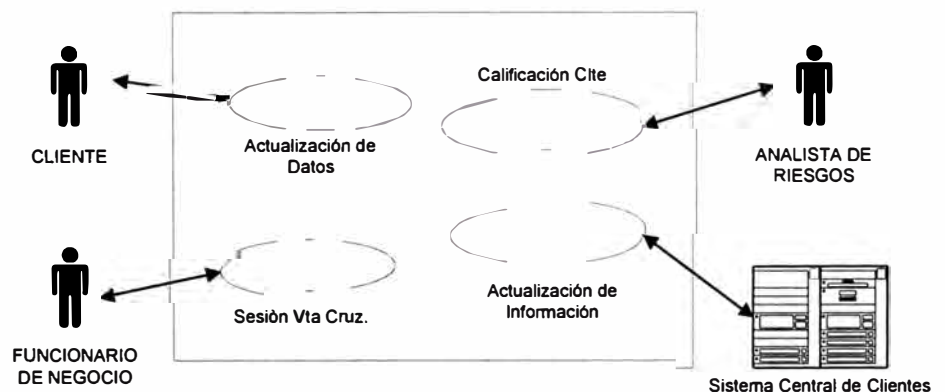 Calificación Clte
CLIENTE
Actualización de
Datos
ANALISTA DE
RIESGOS
Sesiòn Vta Cruz.
Actualización de
Información
FUNCIONARIO
DE NEGOCIO
Sistema Central de Clientes